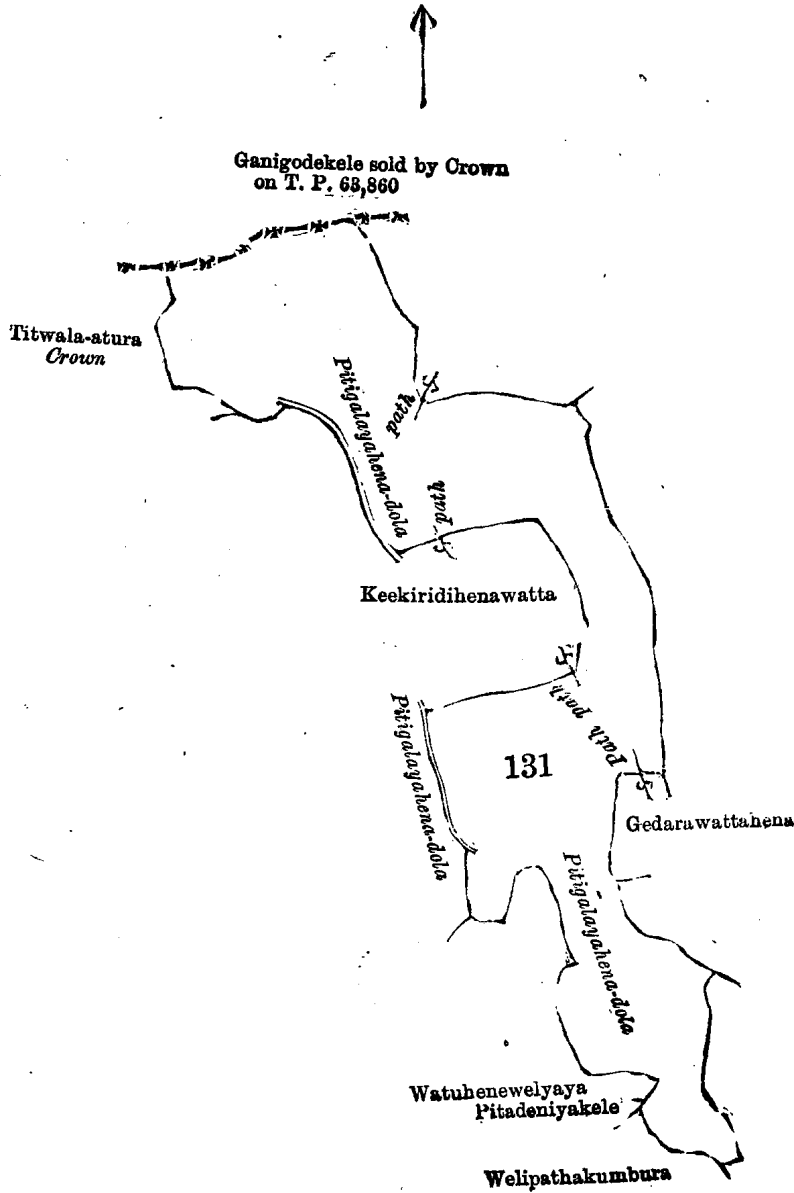 Ganigodekele sold by Crown
on T. P. 63,860
Titwala-atura
Crown
Pitigalayahena-dola
path
path
Keekiridihenawatta
path
Path
Pitigalayahena-dola
131
Gedarawattahena
Pitigalayahena-dola
Watuhenewelyaya
Pitadeniyakele
Welipathakumbura